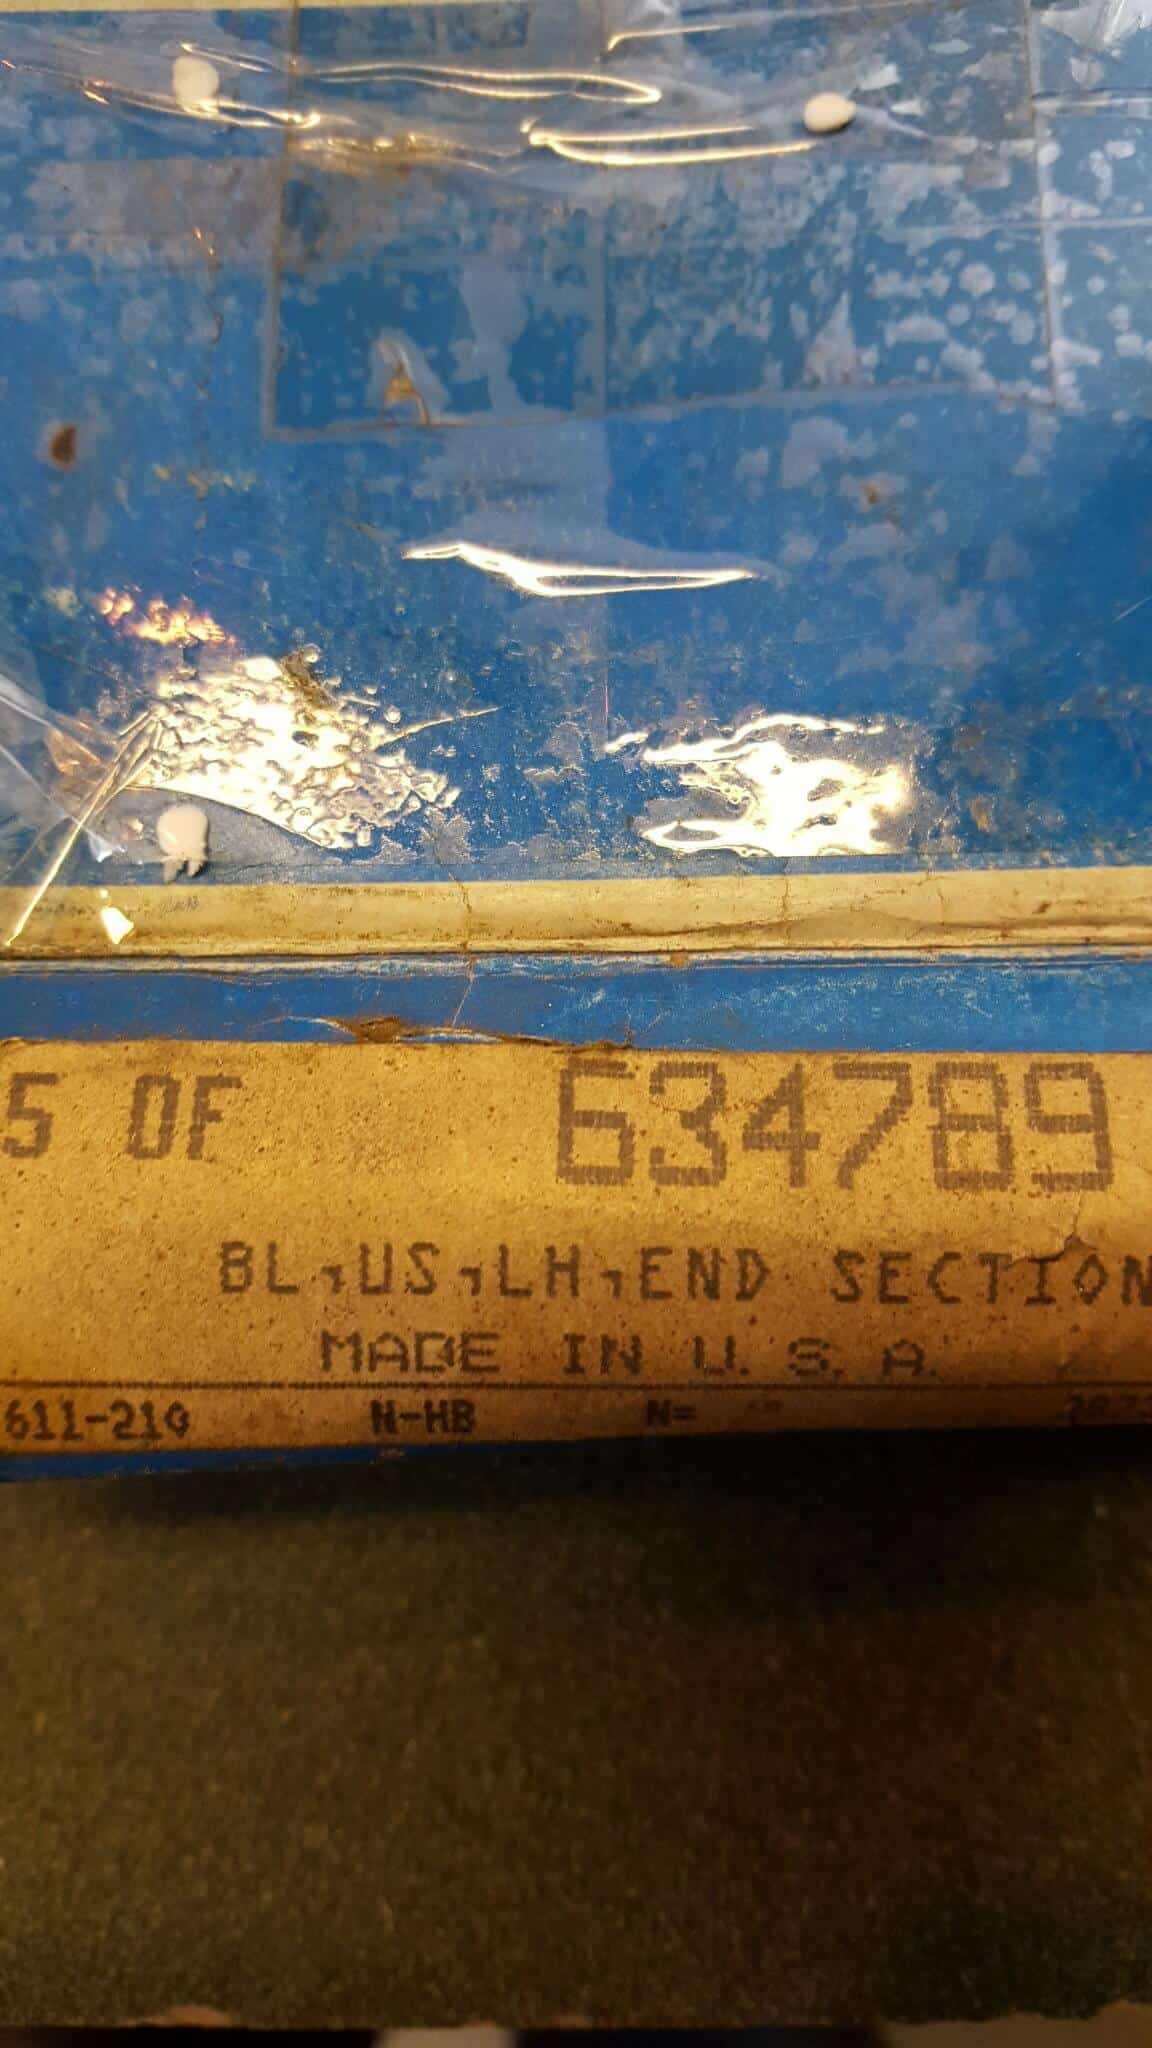 5 OF 634789
BL,US,LH,END SECTION
MADE IN U.S.A.
611-210 N-HB N=